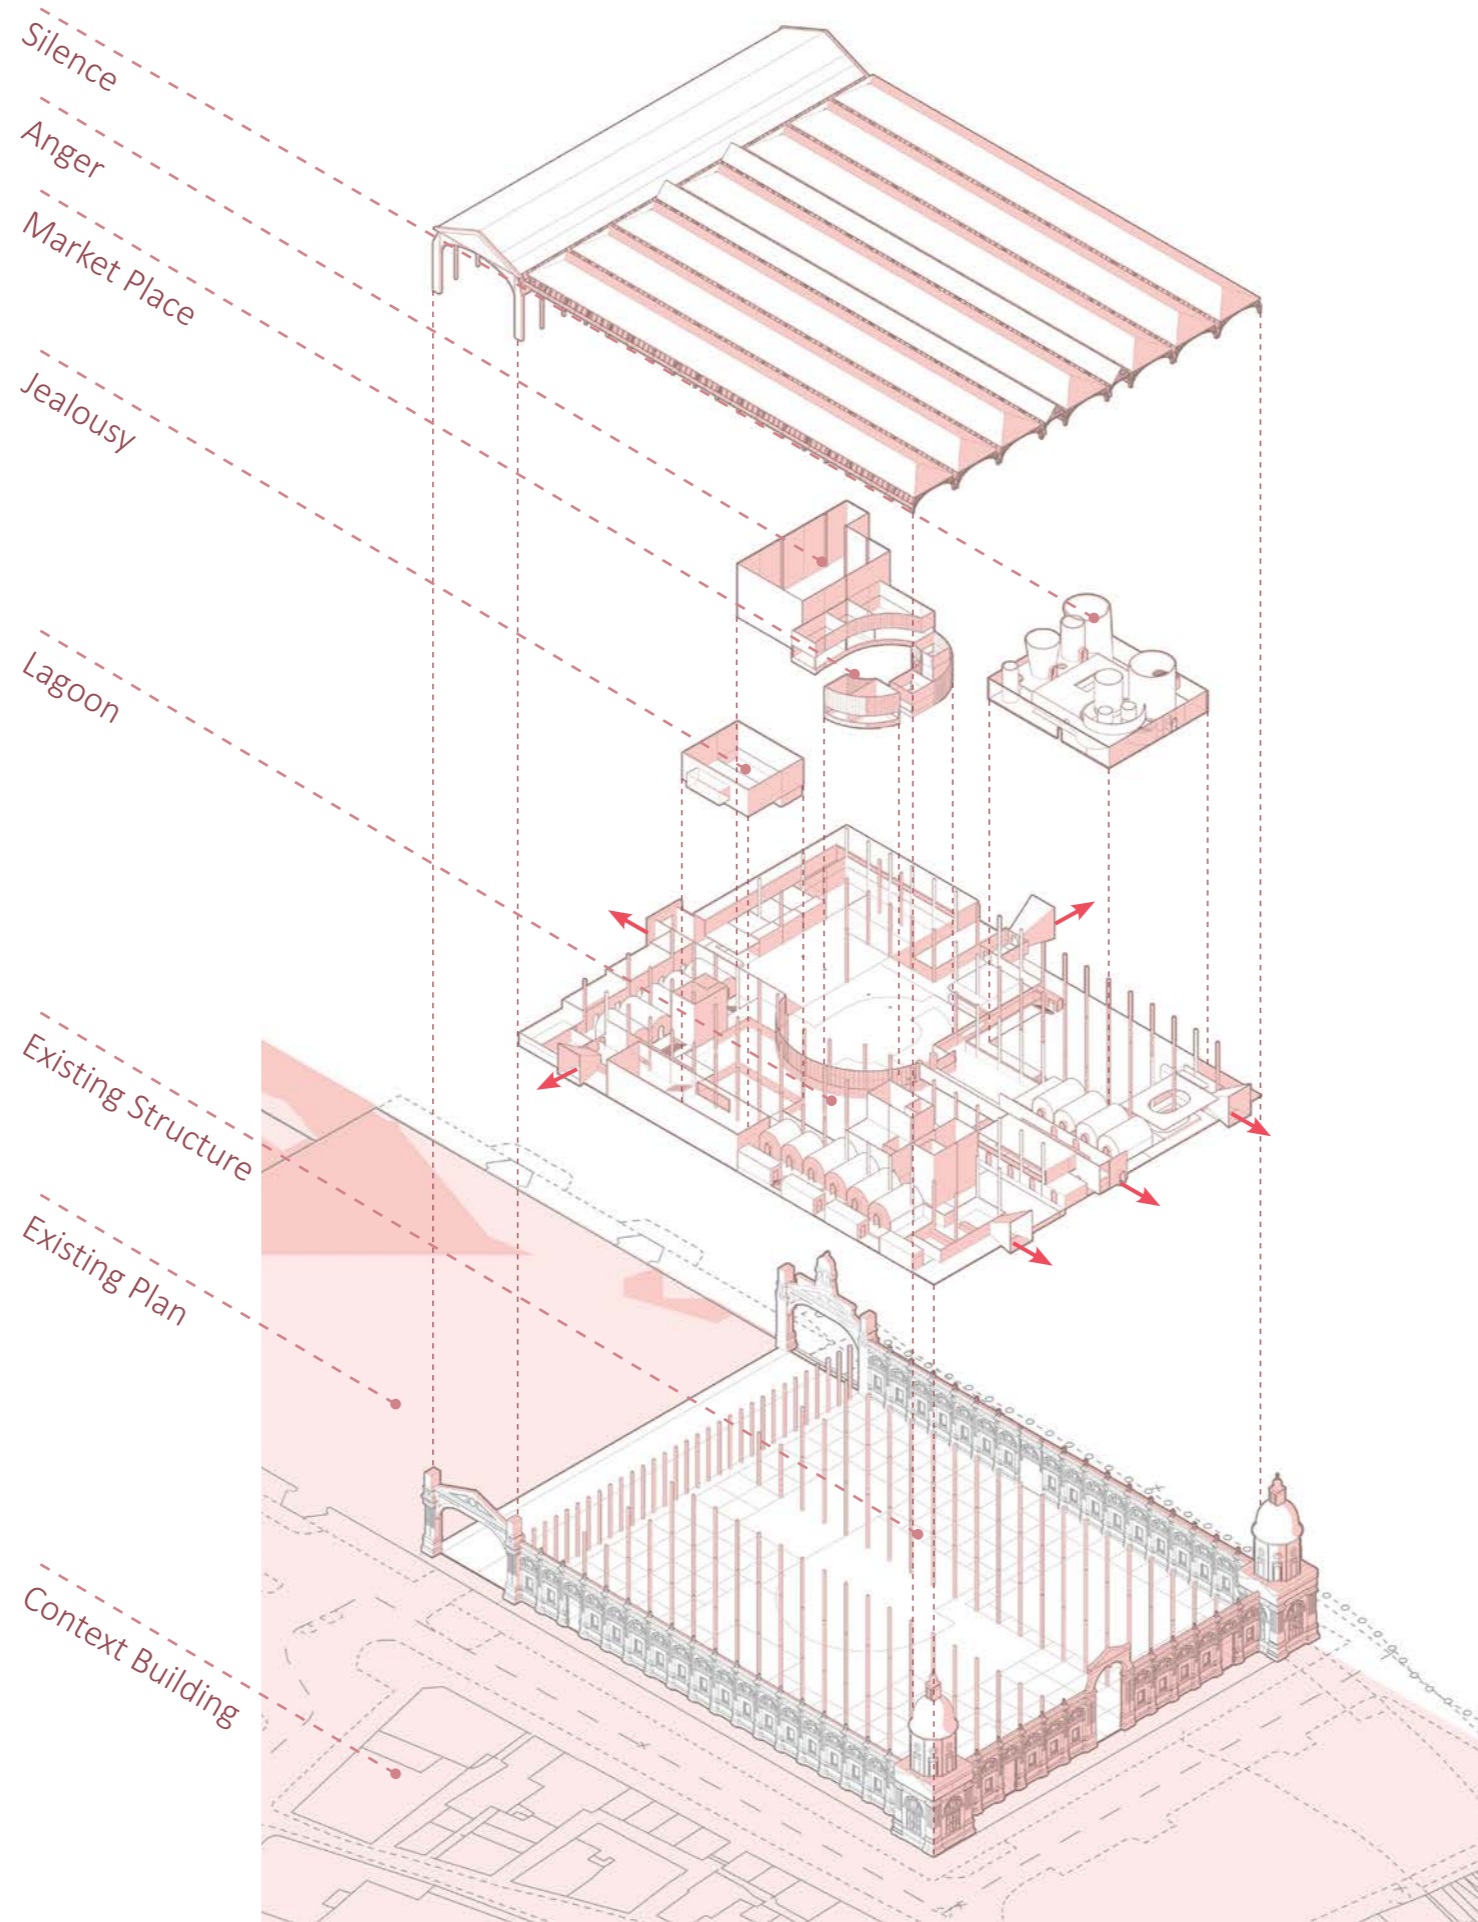 Silence
Anger
Market Place
Jealousy
Lagoon
Existing Structure
Existing Plan
Context Building